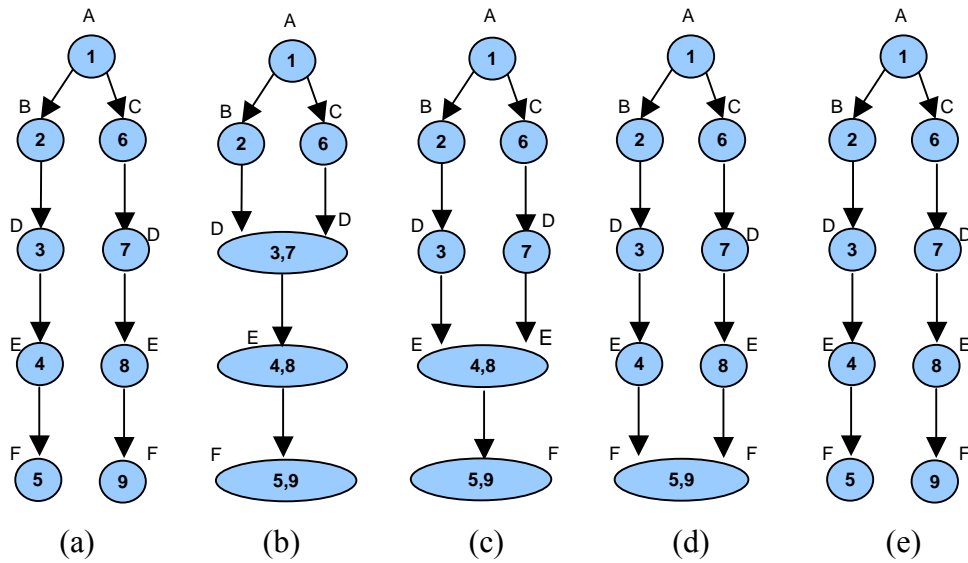 A A A A A
1 1 1 1 1
B C B C B C B C B C
2 6 2 6 2 6 2 6 2 6
D D D D D D D D D D
3 7 3,7 3 7 3 7 3 7
E E E E E E E E E
4 8 4,8 4,8 4 8 4 8
F F F F F F F F
5 9 5,9 5,9 5,9 5 9
(a) (b) (c) (d) (e)